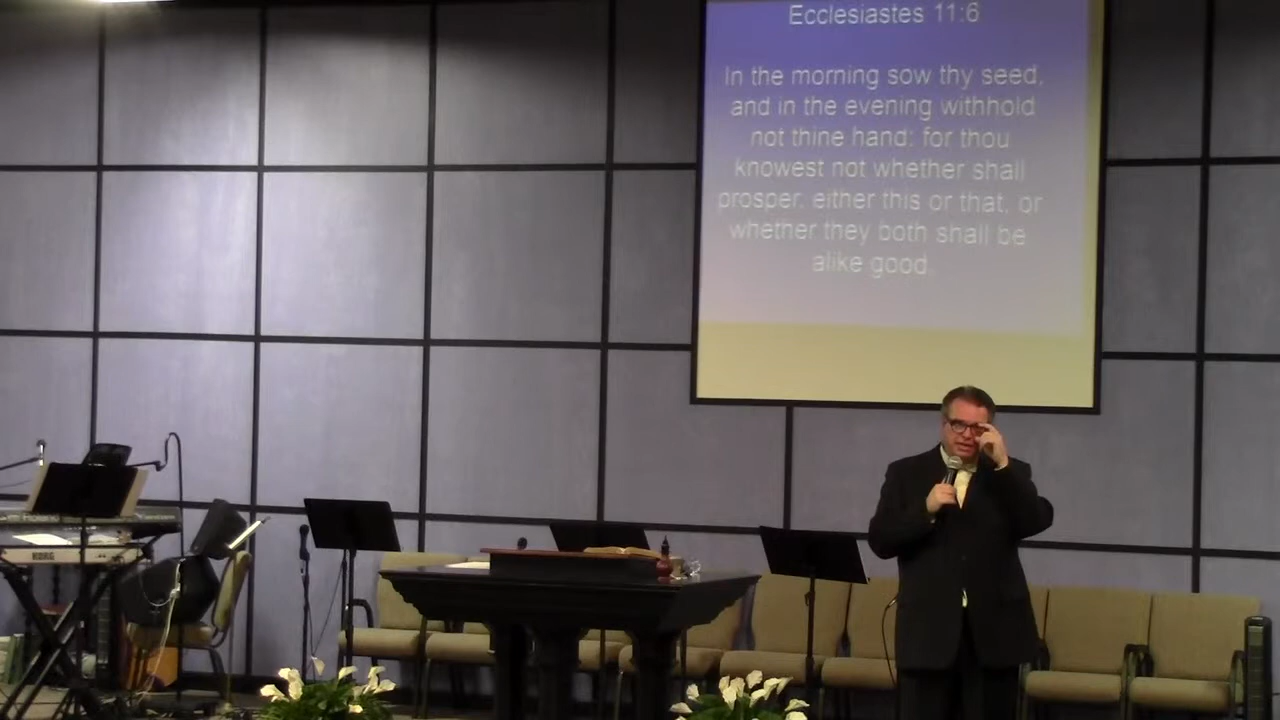 Ecclesiastes 11:6
In the morning sow thy seed,
and in the evening withhold
not thine hand: for thou
knowest not whether shall
prosper, either this or that, or
whether they both shall be
alike good.
KORG